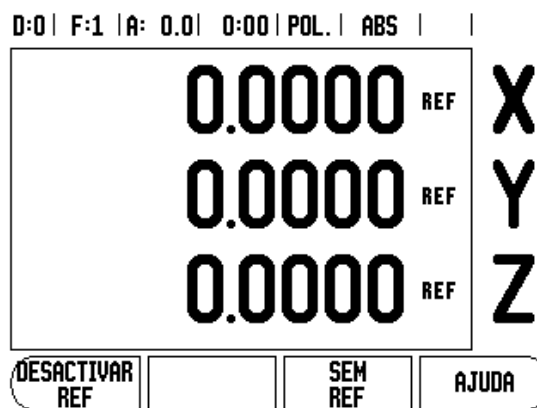 D:0 | F:1 | A: 0.0 | 0:00 | POL. | ABS | |
0.0000 REF X
0.0000 REF Y
0.0000 REF Z
DESACTIVAR REF
SEM REF
AJUDA